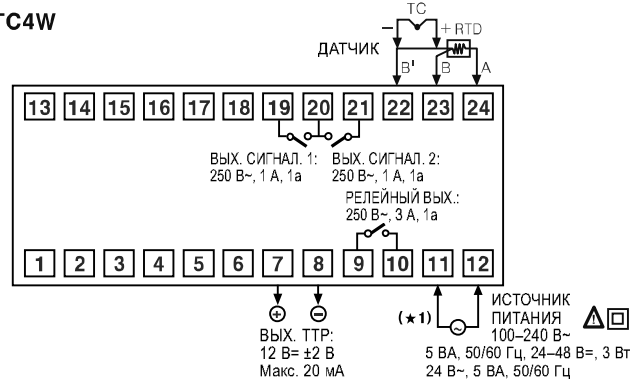 TC4W
TC
− + RTD
ДАТЧИК
B' B A
13 14 15 16 17 18 19 20 21 22 23 24
ВЫХ. СИГНАЛ. 1: ВЫХ. СИГНАЛ. 2:
250 В~, 1 А, 1a 250 В~, 1 А, 1a
РЕЛЕЙНЫЙ ВЫХ.:
250 В~, 3 А, 1a
1 2 3 4 5 6 7 8 9 10 11 12
+ −
ВЫХ. ТТР:
12 В= ±2 В
Макс. 20 мА
(★1) ~
ИСТОЧНИК
ПИТАНИЯ
100–240 В~
5 ВА, 50/60 Гц, 24–48 В=, 3 Вт
24 В~, 5 ВА, 50/60 Гц